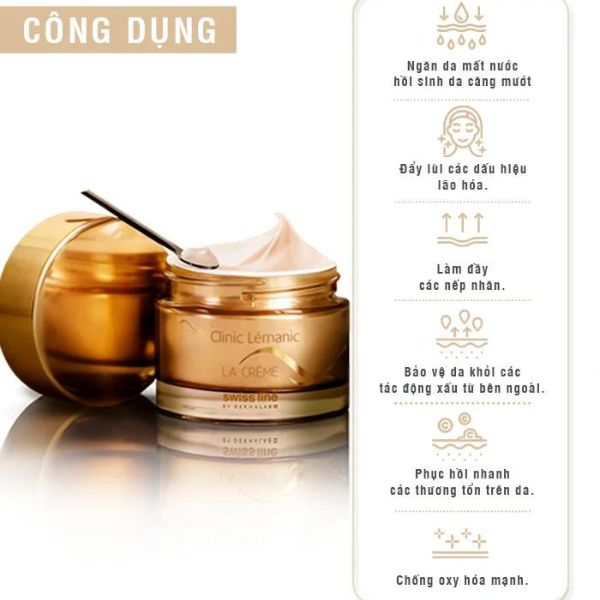 CÔNG DỤNG
Ngăn da mất nước
hồi sinh da căng mướt
Đẩy lùi các dấu hiệu
lão hóa.
Làm đầy
các nếp nhăn.
Bảo vệ da khỏi các
tác động xấu từ bên ngoài.
Phục hồi nhanh
các thương tổn trên da.
Chống oxy hóa mạnh.
Clinic Lémanic
LA CRÈME
swiss line
BY DERMALAB